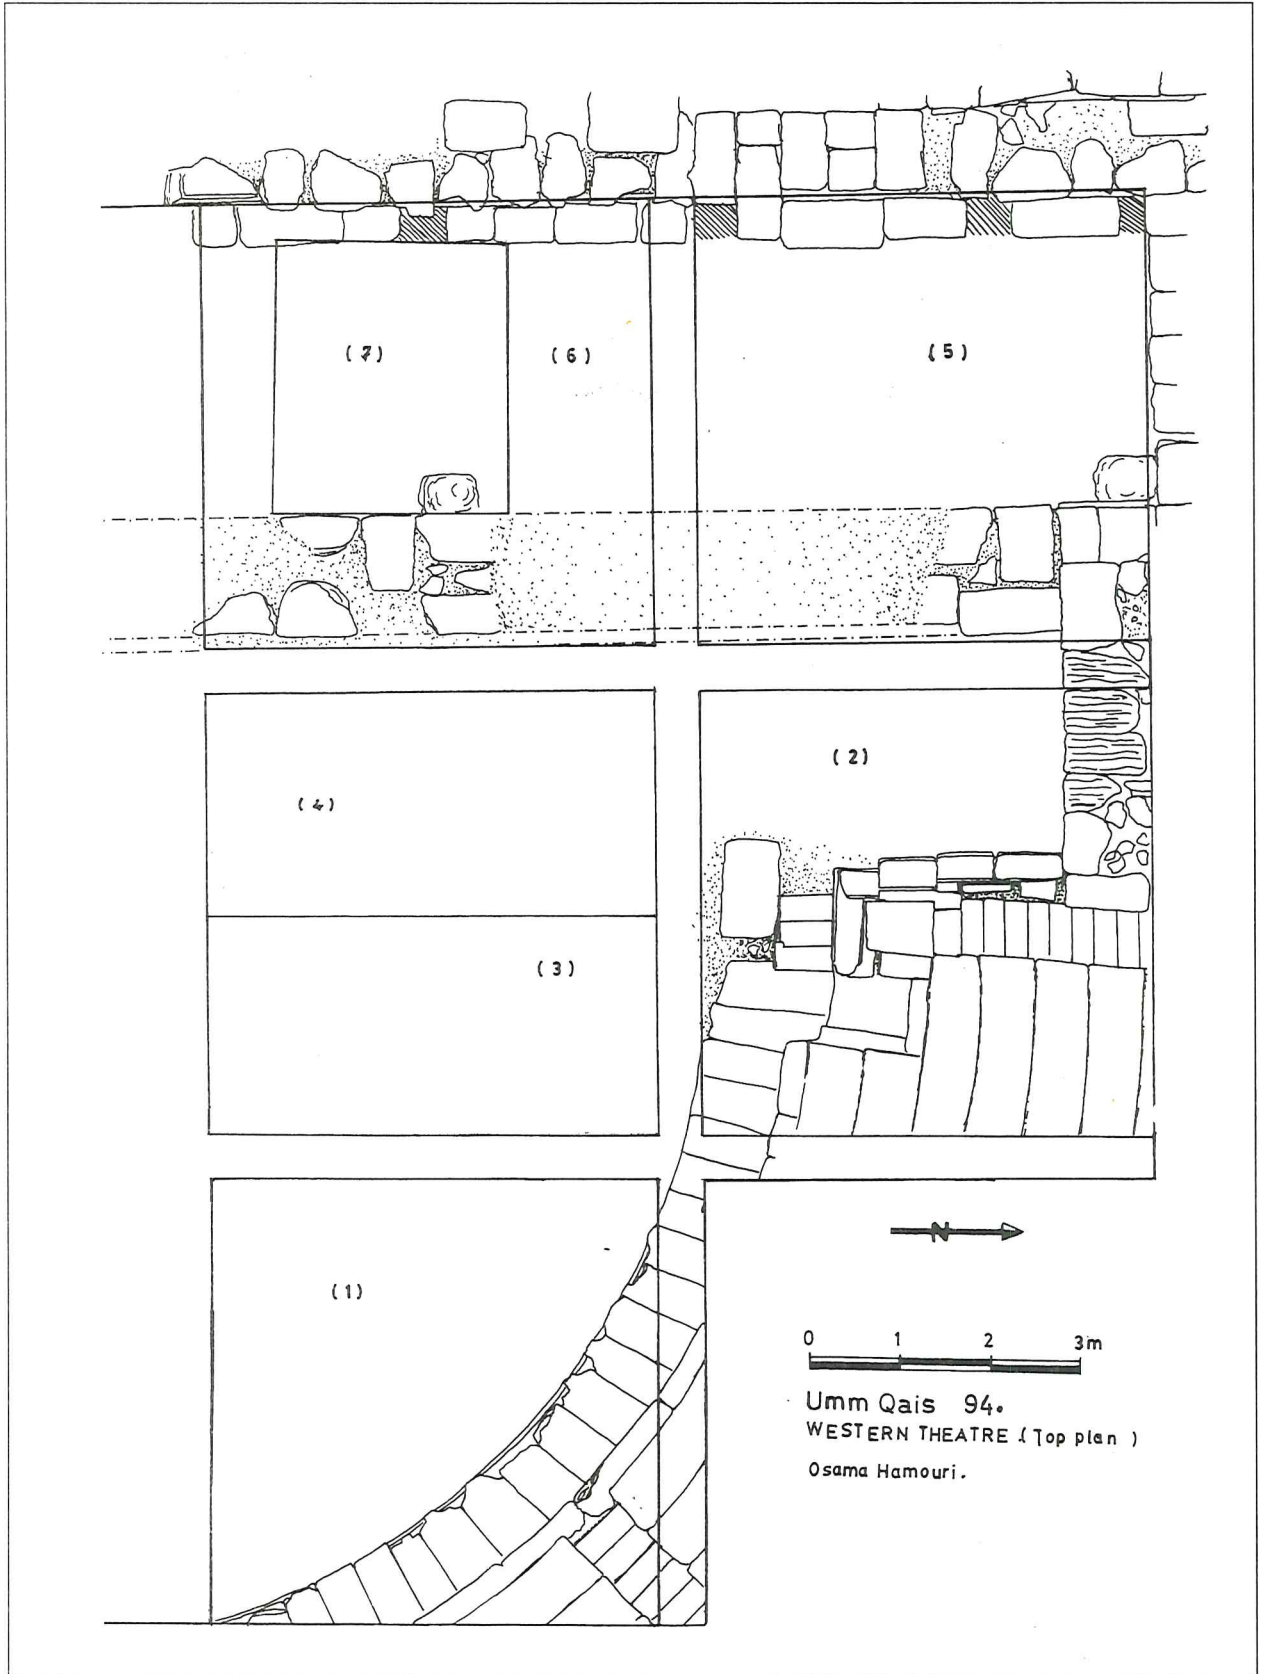 (7) (6) (5)
(2)
(4)
(3)
N
(1)
0 1 2 3m
Umm Qais 94.
WESTERN THEATRE (Top plan)
Osama Hamouri.